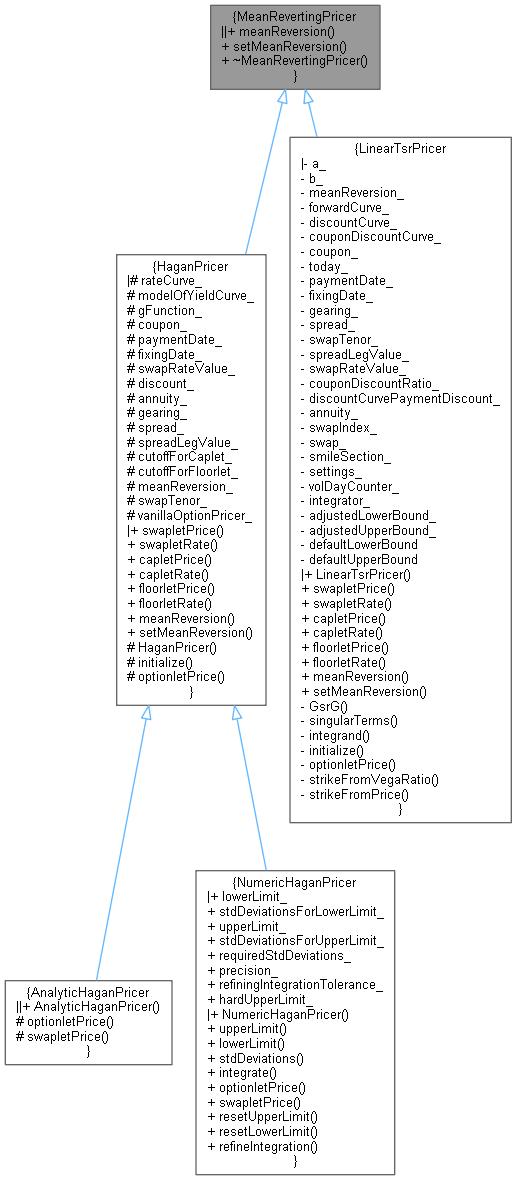 {MeanRevertingPricer
||+ meanReversion()
+ setMeanReversion()
+ ~MeanRevertingPricer()
}
{LinearTsrPricer
|- a_
- b_
- meanReversion_
- forwardCurve_
- discountCurve_
- couponDiscountCurve_
- coupon_
- today_
- paymentDate_
- fixingDate_
- gearing_
- spread_
- swapTenor_
- spreadLegValue_
- swapRateValue_
- couponDiscountRatio_
- discountCurvePaymentDiscount_
- annuity_
- swapIndex_
- swap_
- smileSection_
- settings_
- volDayCounter_
- integrator_
- adjustedLowerBound_
- adjustedUpperBound_
- defaultLowerBound
- defaultUpperBound
|+ LinearTsrPricer()
+ swapletPrice()
+ swapletRate()
+ capletPrice()
+ capletRate()
+ floorletPrice()
+ floorletRate()
+ meanReversion()
+ setMeanReversion()
- GsrG()
- singularTerms()
- integrand()
- initialize()
- optionletPrice()
- strikeFromVegaRatio()
- strikeFromPrice()
}
{HaganPricer
|# rateCurve_
# modelOfYieldCurve_
# gFunction_
# coupon_
# paymentDate_
# fixingDate_
# swapRateValue_
# discount_
# annuity_
# gearing_
# spread_
# spreadLegValue_
# cutoffForCaplet_
# cutoffForFloorlet_
# meanReversion_
# swapTenor_
# vanillaOptionPricer_
|+ swapletPrice()
+ swapletRate()
+ capletPrice()
+ capletRate()
+ floorletPrice()
+ floorletRate()
+ meanReversion()
+ setMeanReversion()
# HaganPricer()
# initialize()
# optionletPrice()
}
{NumericHaganPricer
|+ lowerLimit_
+ stdDeviationsForLowerLimit_
+ upperLimit_
+ stdDeviationsForUpperLimit_
+ requiredStdDeviations_
+ precision_
+ refiningIntegrationTolerance_
+ hardUpperLimit_
|+ NumericHaganPricer()
+ upperLimit()
+ lowerLimit()
+ stdDeviations()
+ integrate()
+ optionletPrice()
+ swapletPrice()
+ resetUpperLimit()
+ resetLowerLimit()
+ refineIntegration()
}
{AnalyticHaganPricer
||+ AnalyticHaganPricer()
# optionletPrice()
# swapletPrice()
}